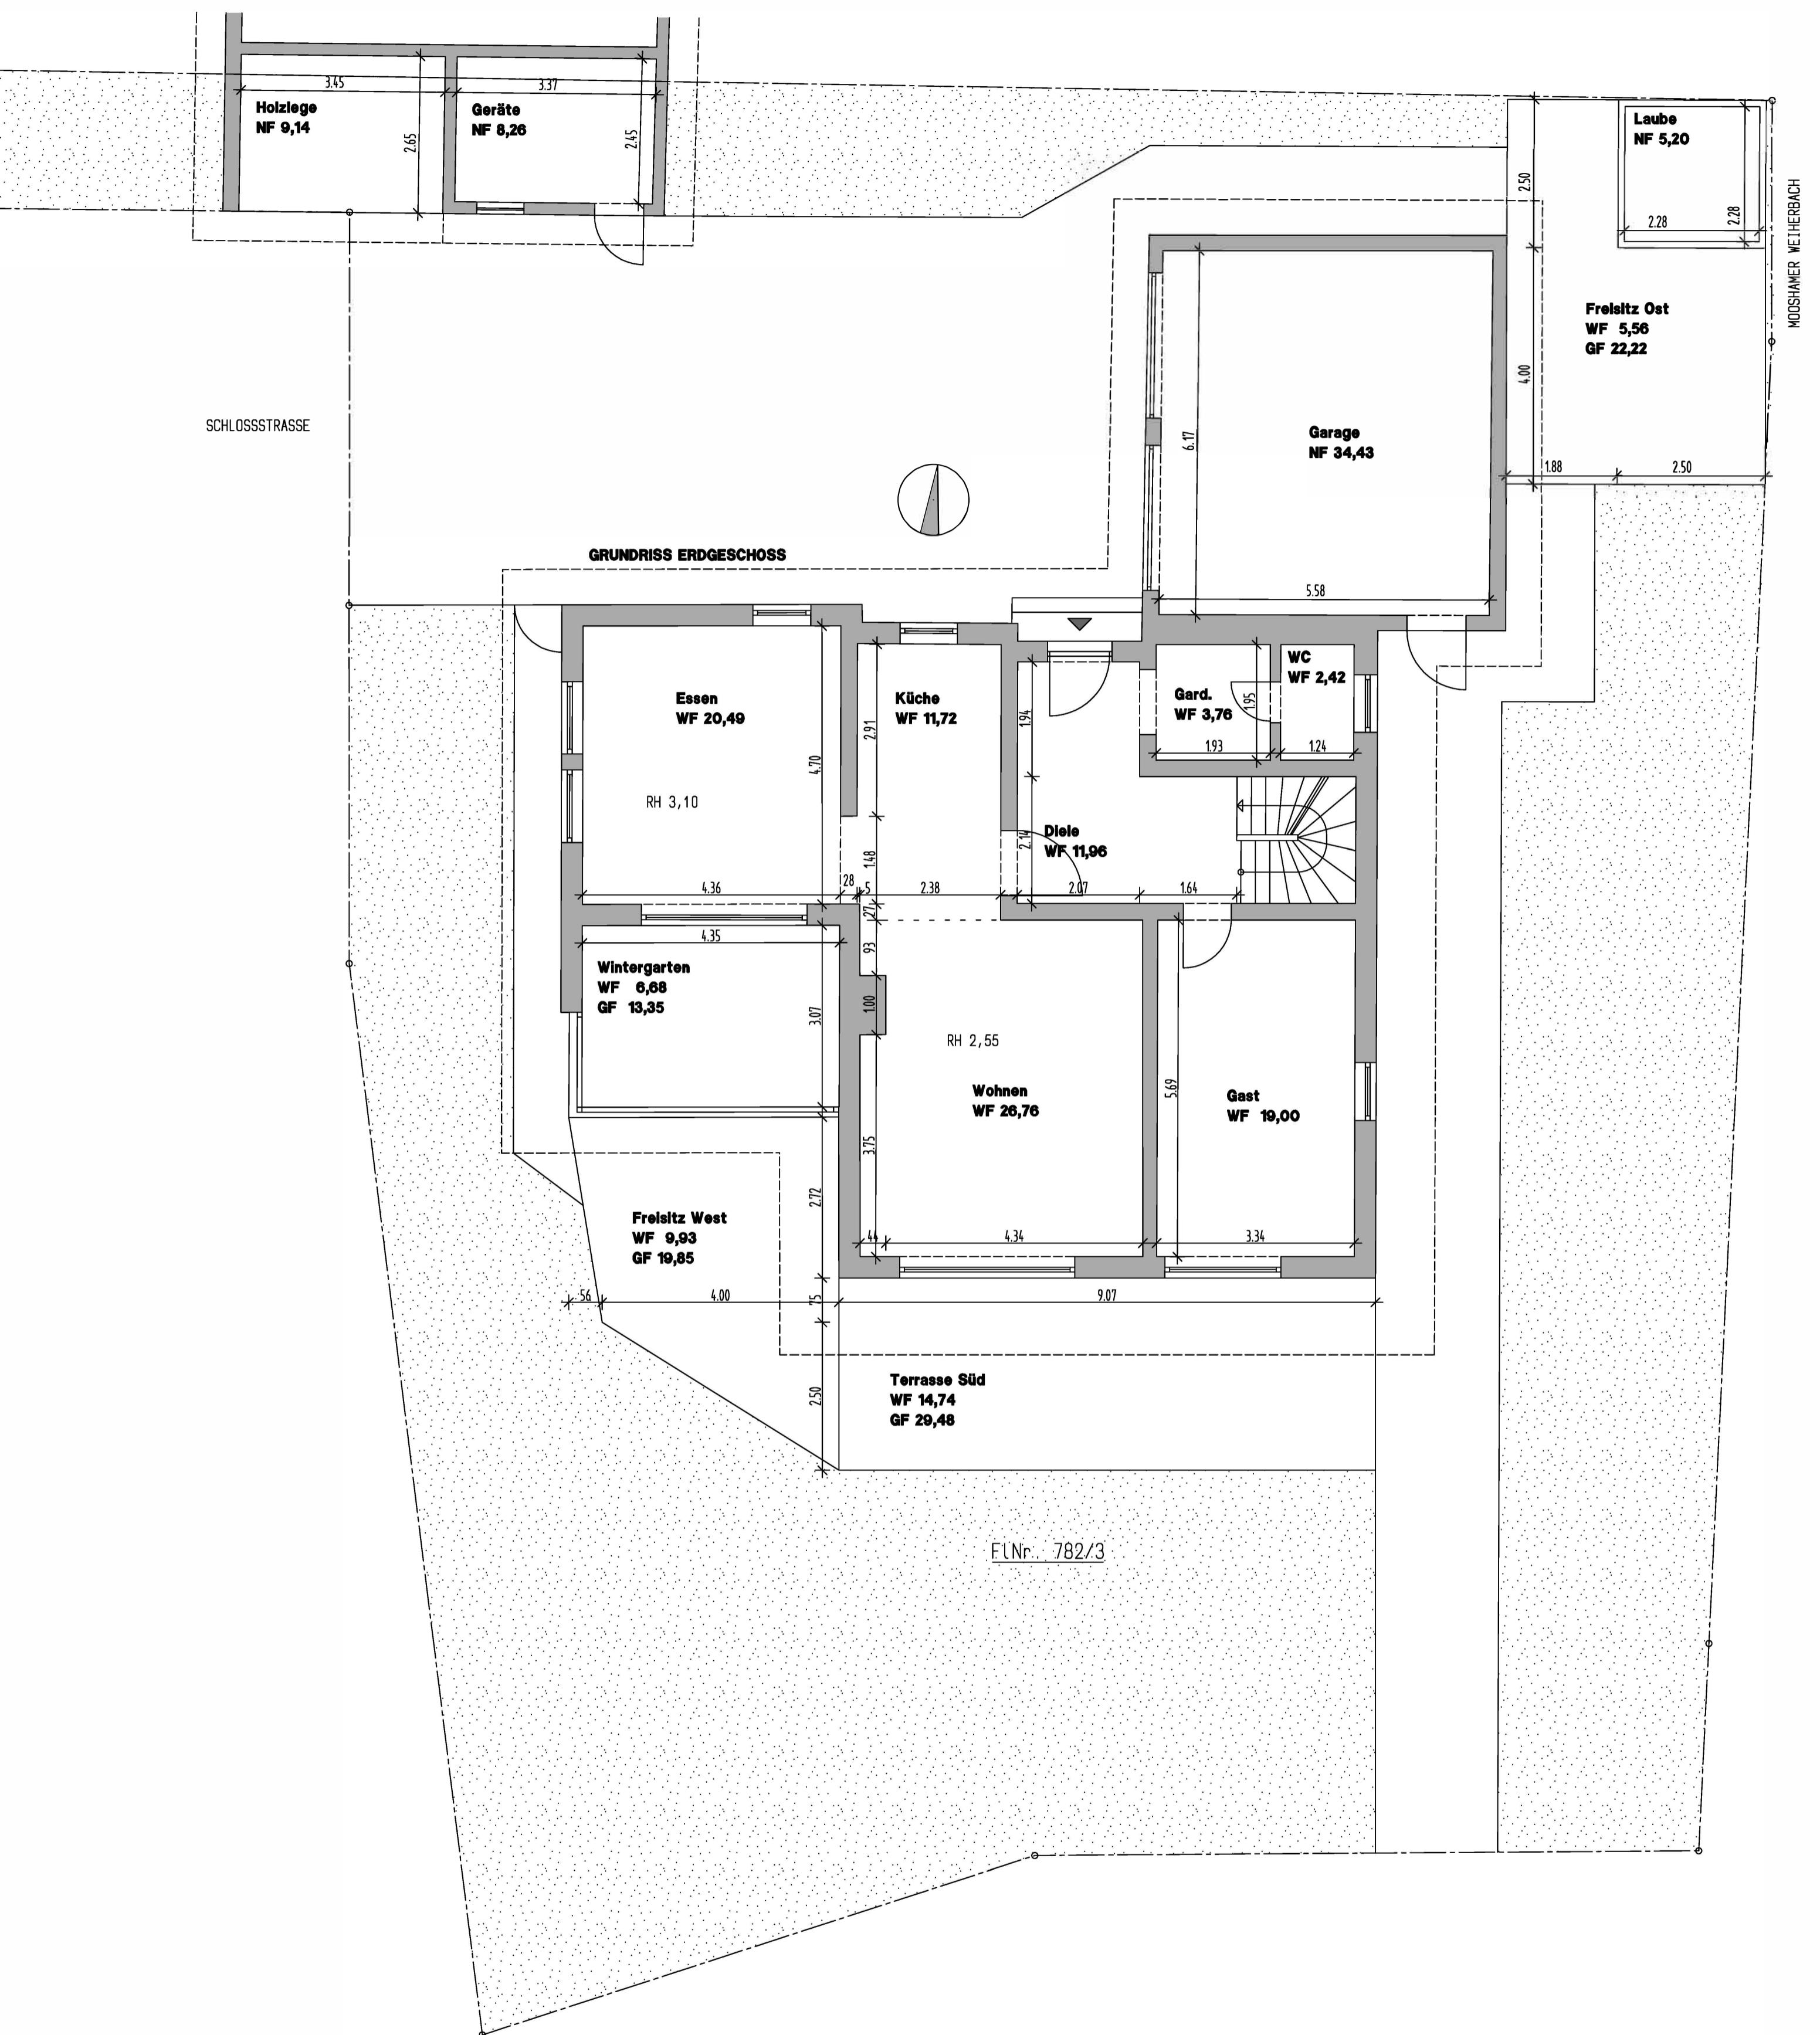 3.45
3.37
Holzlege
NF 9,14
Geräte
NF 8,26
2.65
2.45
Laube
NF 5,20
2.50
2.28
2.28
MOOSHAMER WEIHERBACH
Freisitz Ost
WF 5,56
GF 22,22
4.00
SCHLOSSSTRASSE
6.17
Garage
NF 34,43
1.88
2.50
GRUNDRISS ERDGESCHOSS
5.58
Essen
WF 20,49
Küche
WF 11,72
WC
WF 2,42
Gard.
WF 3,76
1.95
1.94
2.91
4.70
1.93
1.24
RH 3,10
Diele
WF 11,96
2.14
1.48
4.36
28
5
2.38
2.07
1.64
27
4.35
93
Wintergarten
WF 6,68
GF 13,35
3.07
1.00
RH 2,55
Wohnen
WF 26,76
5.69
Gast
WF 19,00
3.75
2.72
Freisitz West
WF 9,93
GF 19,85
44
4.34
3.34
56
4.00
75
9.07
Terrasse Süd
WF 14,74
GF 29,48
2.50
FlNr. 782/3